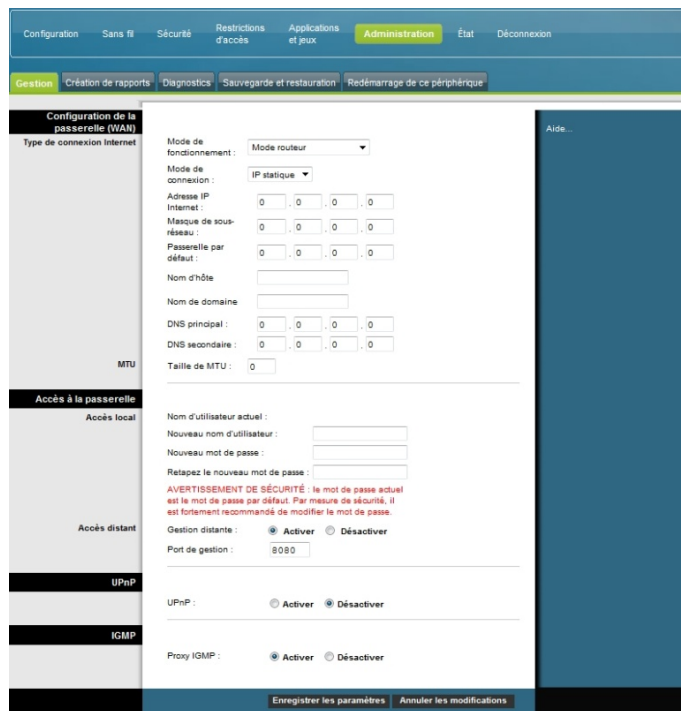 Configuration Sans fil Sécurité Restrictions d'accès Applications et jeux Administration État Déconnexion
Gestion Création de rapports Diagnostics Sauvegarde et restauration Redémarrage de ce périphérique
Configuration de la
passerelle (WAN)
Aide...
Type de connexion Internet
Mode de
fonctionnement : Mode routeur
Mode de
connexion : IP statique
Adresse IP
Internet : 0 . 0 . 0 . 0
Masque de sous-
réseau : 0 . 0 . 0 . 0
Passerelle par
défaut : 0 . 0 . 0 . 0
Nom d'hôte
Nom de domaine
DNS principal : 0 . 0 . 0 . 0
DNS secondaire : 0 . 0 . 0 . 0
MTU Taille de MTU : 0
Accès à la passerelle
Accès local Nom d'utilisateur actuel :
Nouveau nom d'utilisateur :
Nouveau mot de passe :
Retapez le nouveau mot de passe :
AVERTISSEMENT DE SÉCURITÉ : le mot de passe actuel
est le mot de passe par défaut. Par mesure de sécurité, il
est fortement recommandé de modifier le mot de passe.
Accès distant Gestion distante : Activer Désactiver
Port de gestion : 8080
UPnP
UPnP : Activer Désactiver
IGMP
Proxy IGMP : Activer Désactiver
Enregistrer les paramètres Annuler les modifications